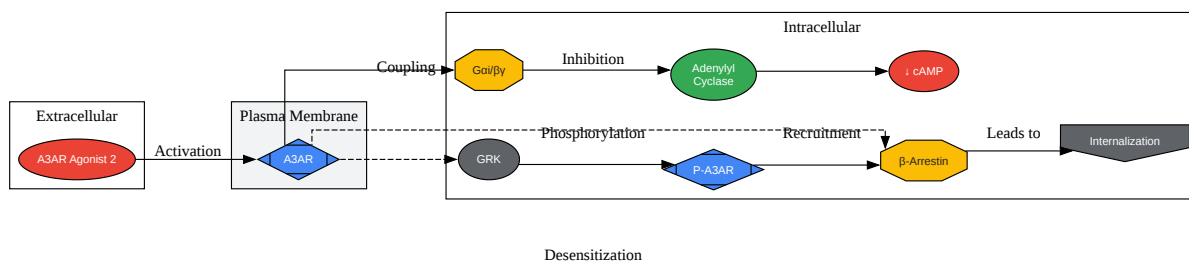 Intracellular
Coupling
Gαi/βγ
Inhibition
Adenylyl
Cyclase
↓ cAMP
Extracellular
Plasma Membrane
A3AR Agonist 2
Activation
A3AR
GRK
Phosphorylation
P-A3AR
Recruitment
β-Arrestin
Leads to
Internalization
Desensitization